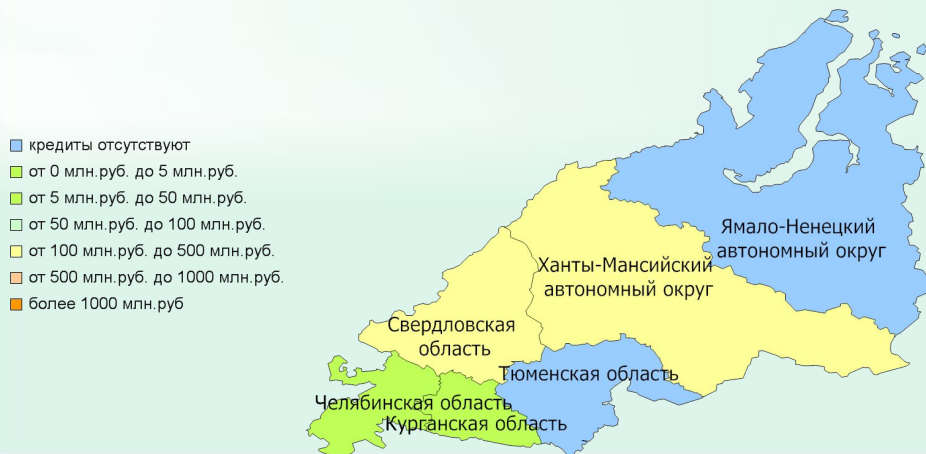 кредиты отсутствуют
от 0 млн.руб. до 5 млн.руб.
от 5 млн.руб. до 50 млн.руб.
от 50 млн.руб. до 100 млн.руб.
от 100 млн.руб. до 500 млн.руб.
от 500 млн.руб. до 1000 млн.руб.
более 1000 млн.руб
Ямало-Ненецкий
автономный округ
Ханты-Мансийский
автономный округ
Свердловская
область
Тюменская область
Челябинская область
Курганская область